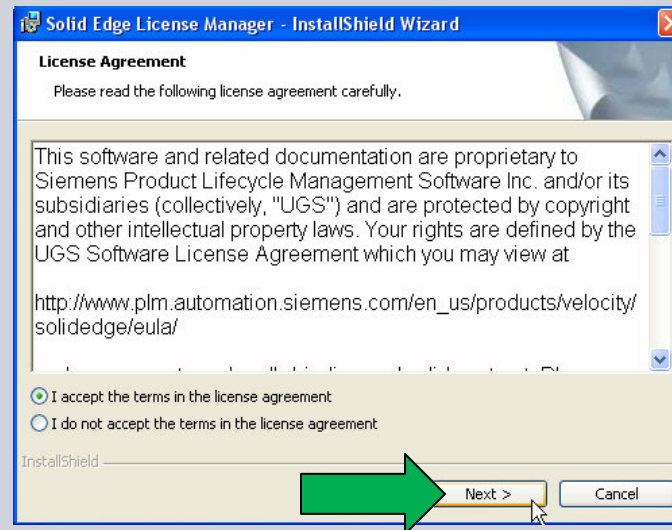 Solid Edge License Manager - InstallShield Wizard
License Agreement
Please read the following license agreement carefully.
This software and related documentation are proprietary to
Siemens Product Lifecycle Management Software Inc. and/or its
subsidiaries (collectively, "UGS") and are protected by copyright
and other intellectual property laws. Your rights are defined by the
UGS Software License Agreement which you may view at
http://www.plm.automation.siemens.com/en_us/products/velocity/
solidedge/eula/
I accept the terms in the license agreement
I do not accept the terms in the license agreement
InstallShield
Next >
Cancel